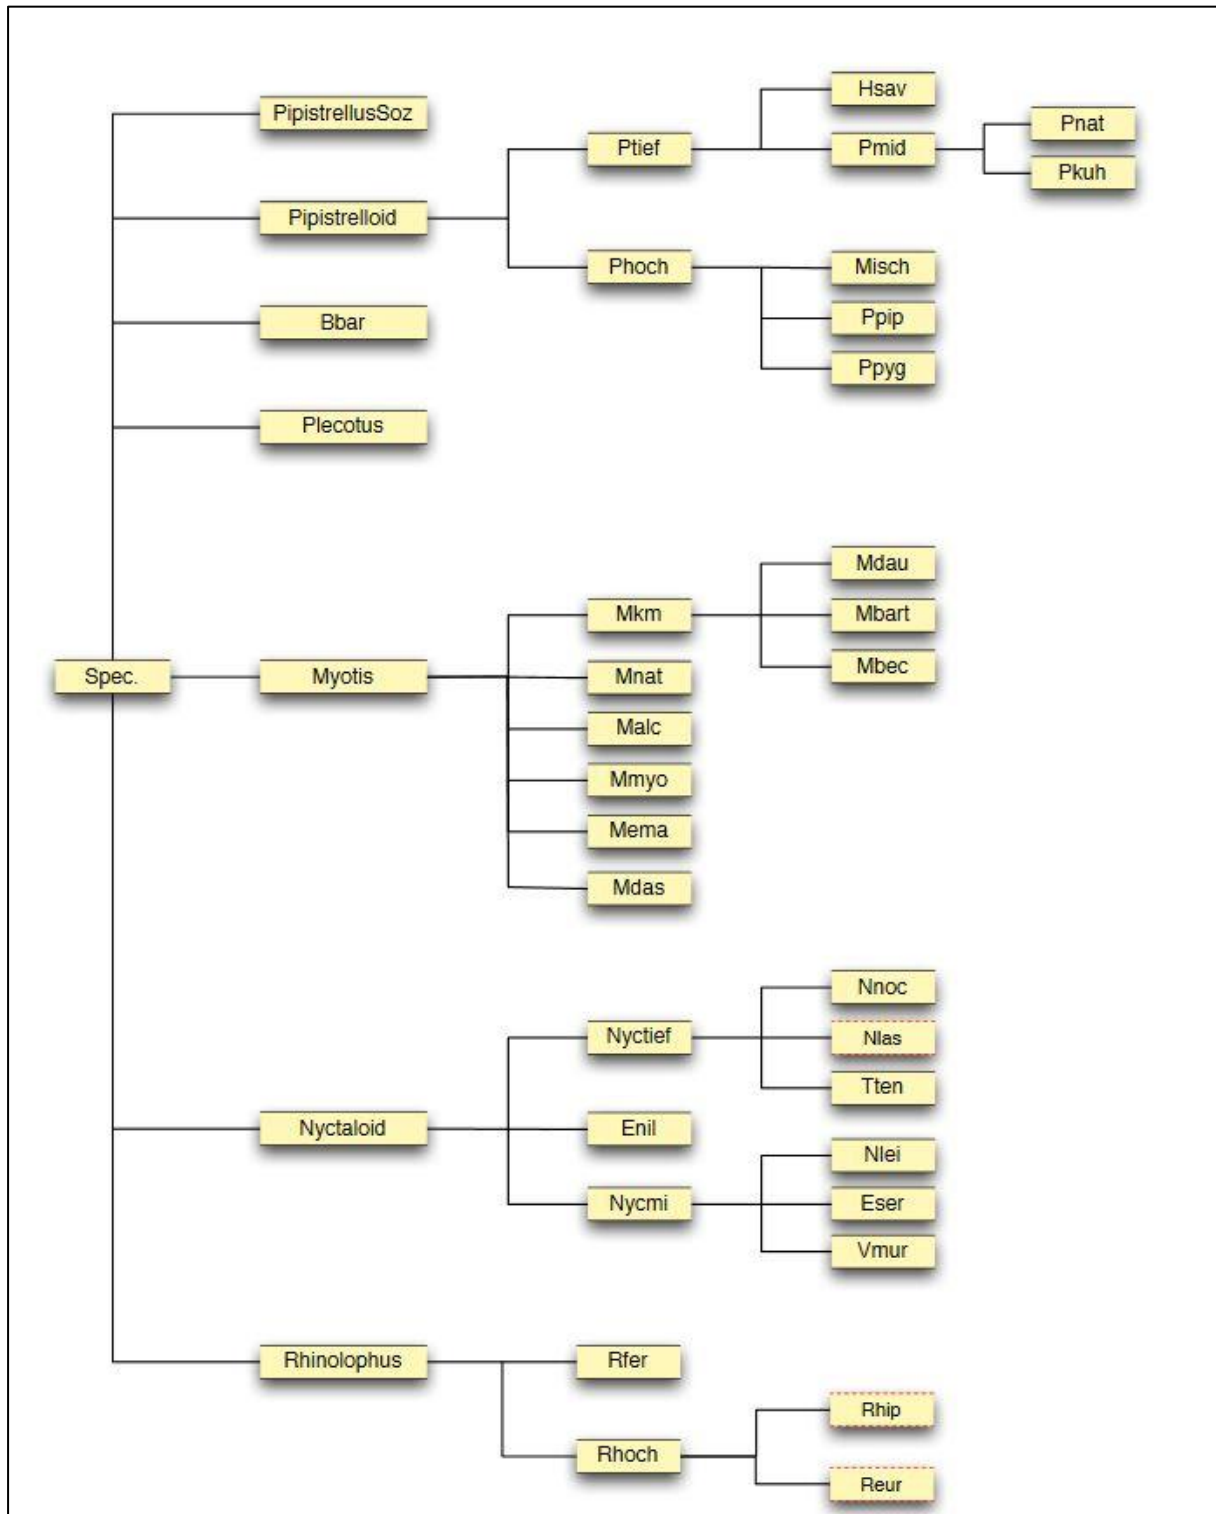 Hsav
PipistrellusSoz
Pnat
Ptief
Pmid
Pkuh
Pipistrelloid
Phoch
Misch
Bbar
Ppip
Ppyg
Plecotus
Mdau
Mkm
Mbart
Spec.
Myotis
Mnat
Mbec
Malc
Mmyo
Mema
Mdas
Nnoc
Nyctief
Nlas
Tten
Nyctaloid
Enil
Nlei
Nycmi
Eser
Vmur
Rhinolophus
Rfer
Rhip
Rhoch
Reur